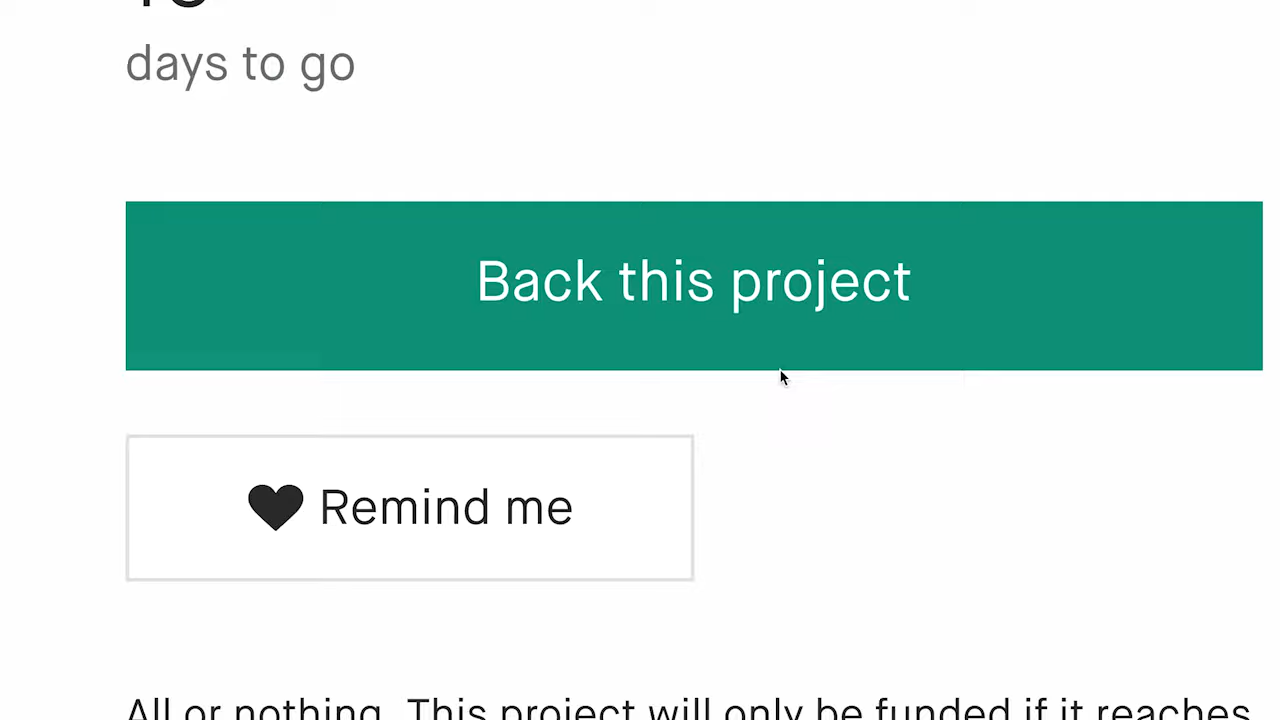 days to go
Back this project
Remind me
All or nothing. This project will only be funded if it reaches